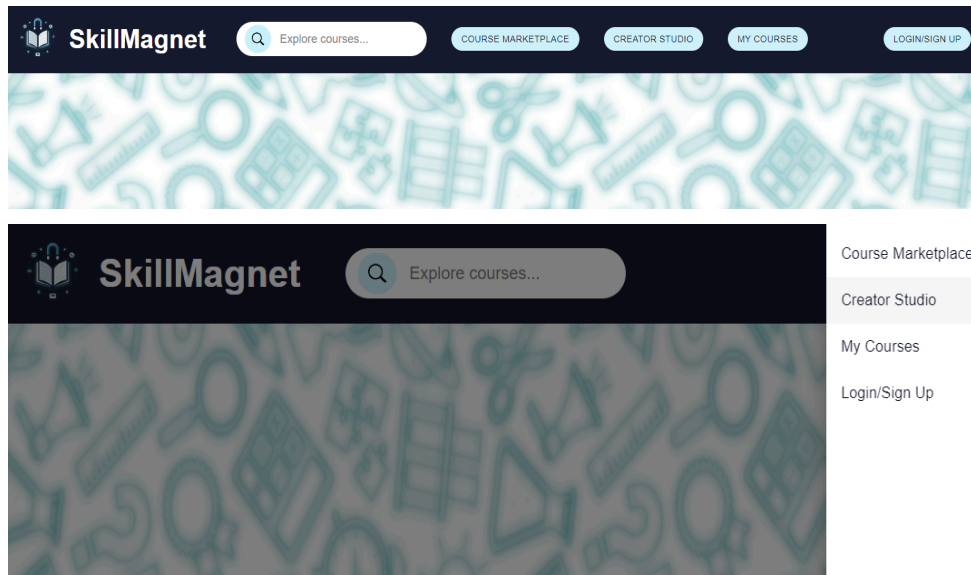 SkillMagnet Explore courses... COURSE MARKETPLACE CREATOR STUDIO MY COURSES LOGIN/SIGN UP
SkillMagnet Explore courses...
Course Marketplace
Creator Studio
My Courses
Login/Sign Up